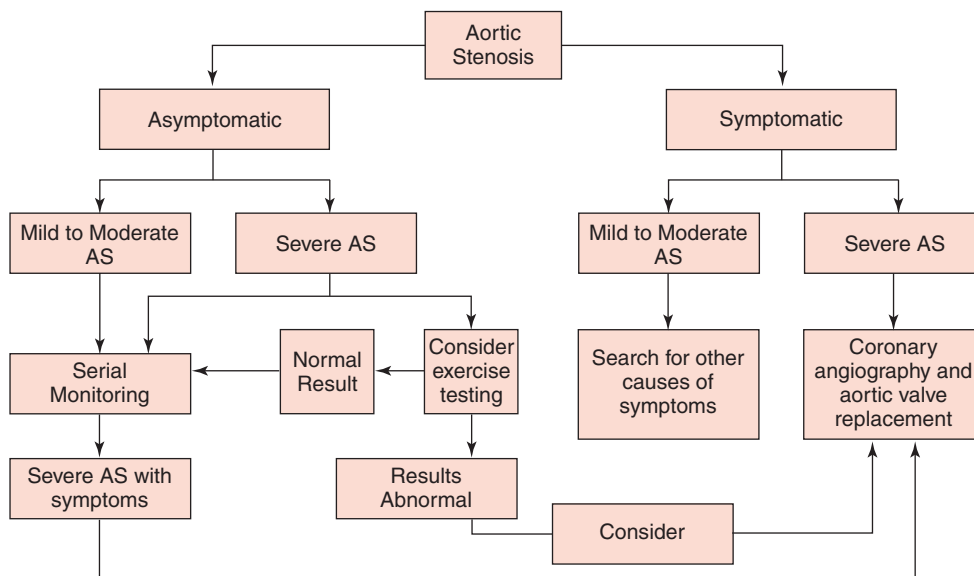 Aortic
Stenosis
Asymptomatic
Symptomatic
Mild to Moderate
AS
Severe AS
Mild to Moderate
AS
Severe AS
Serial
Monitoring
Normal
Result
Consider
exercise
testing
Search for other
causes of
symptoms
Coronary
angiography and
aortic valve
replacement
Severe AS with
symptoms
Results
Abnormal
Consider